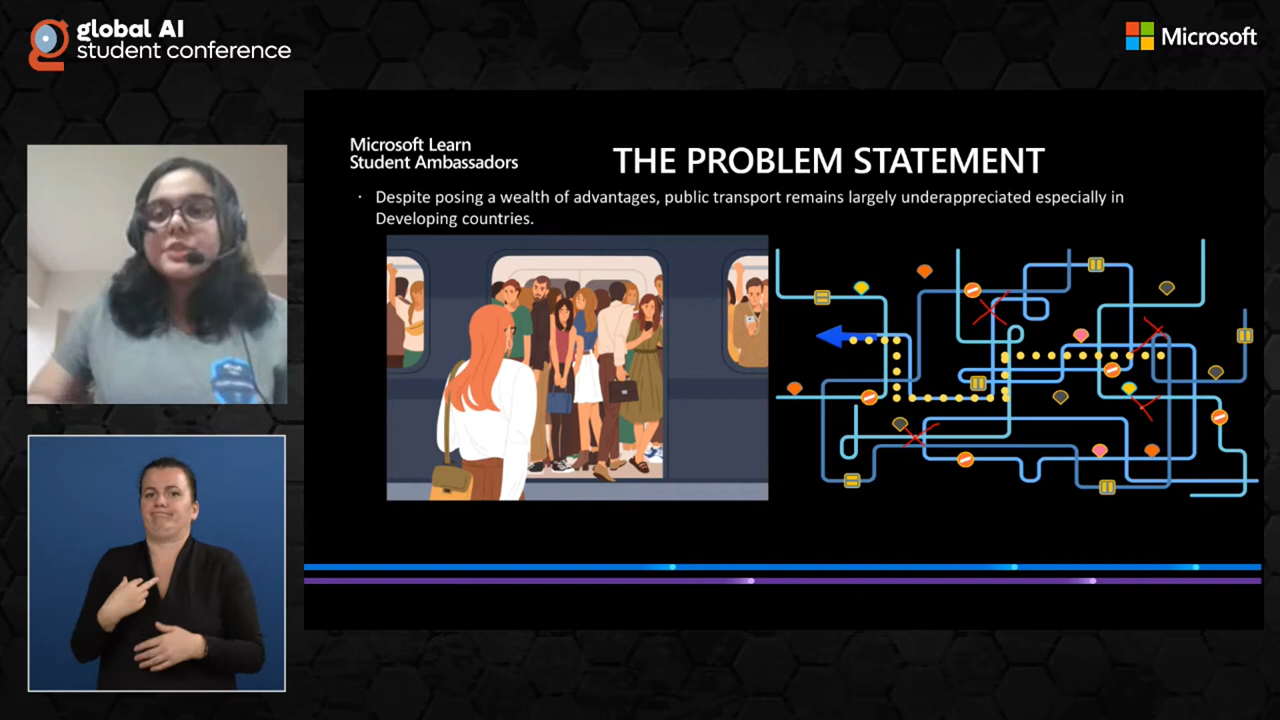 global AI
student conference
Microsoft
Microsoft Learn
Student Ambassadors
THE PROBLEM STATEMENT
· Despite posing a wealth of advantages, public transport remains largely underappreciated especially in
Developing countries.